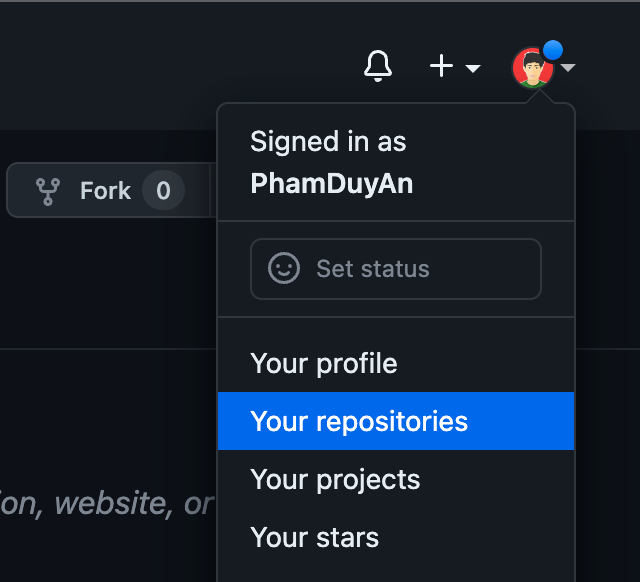 Signed in as
PhamDuyAn
Fork 0
Set status
Your profile
Your repositories
ion, website, or
Your projects
Your stars